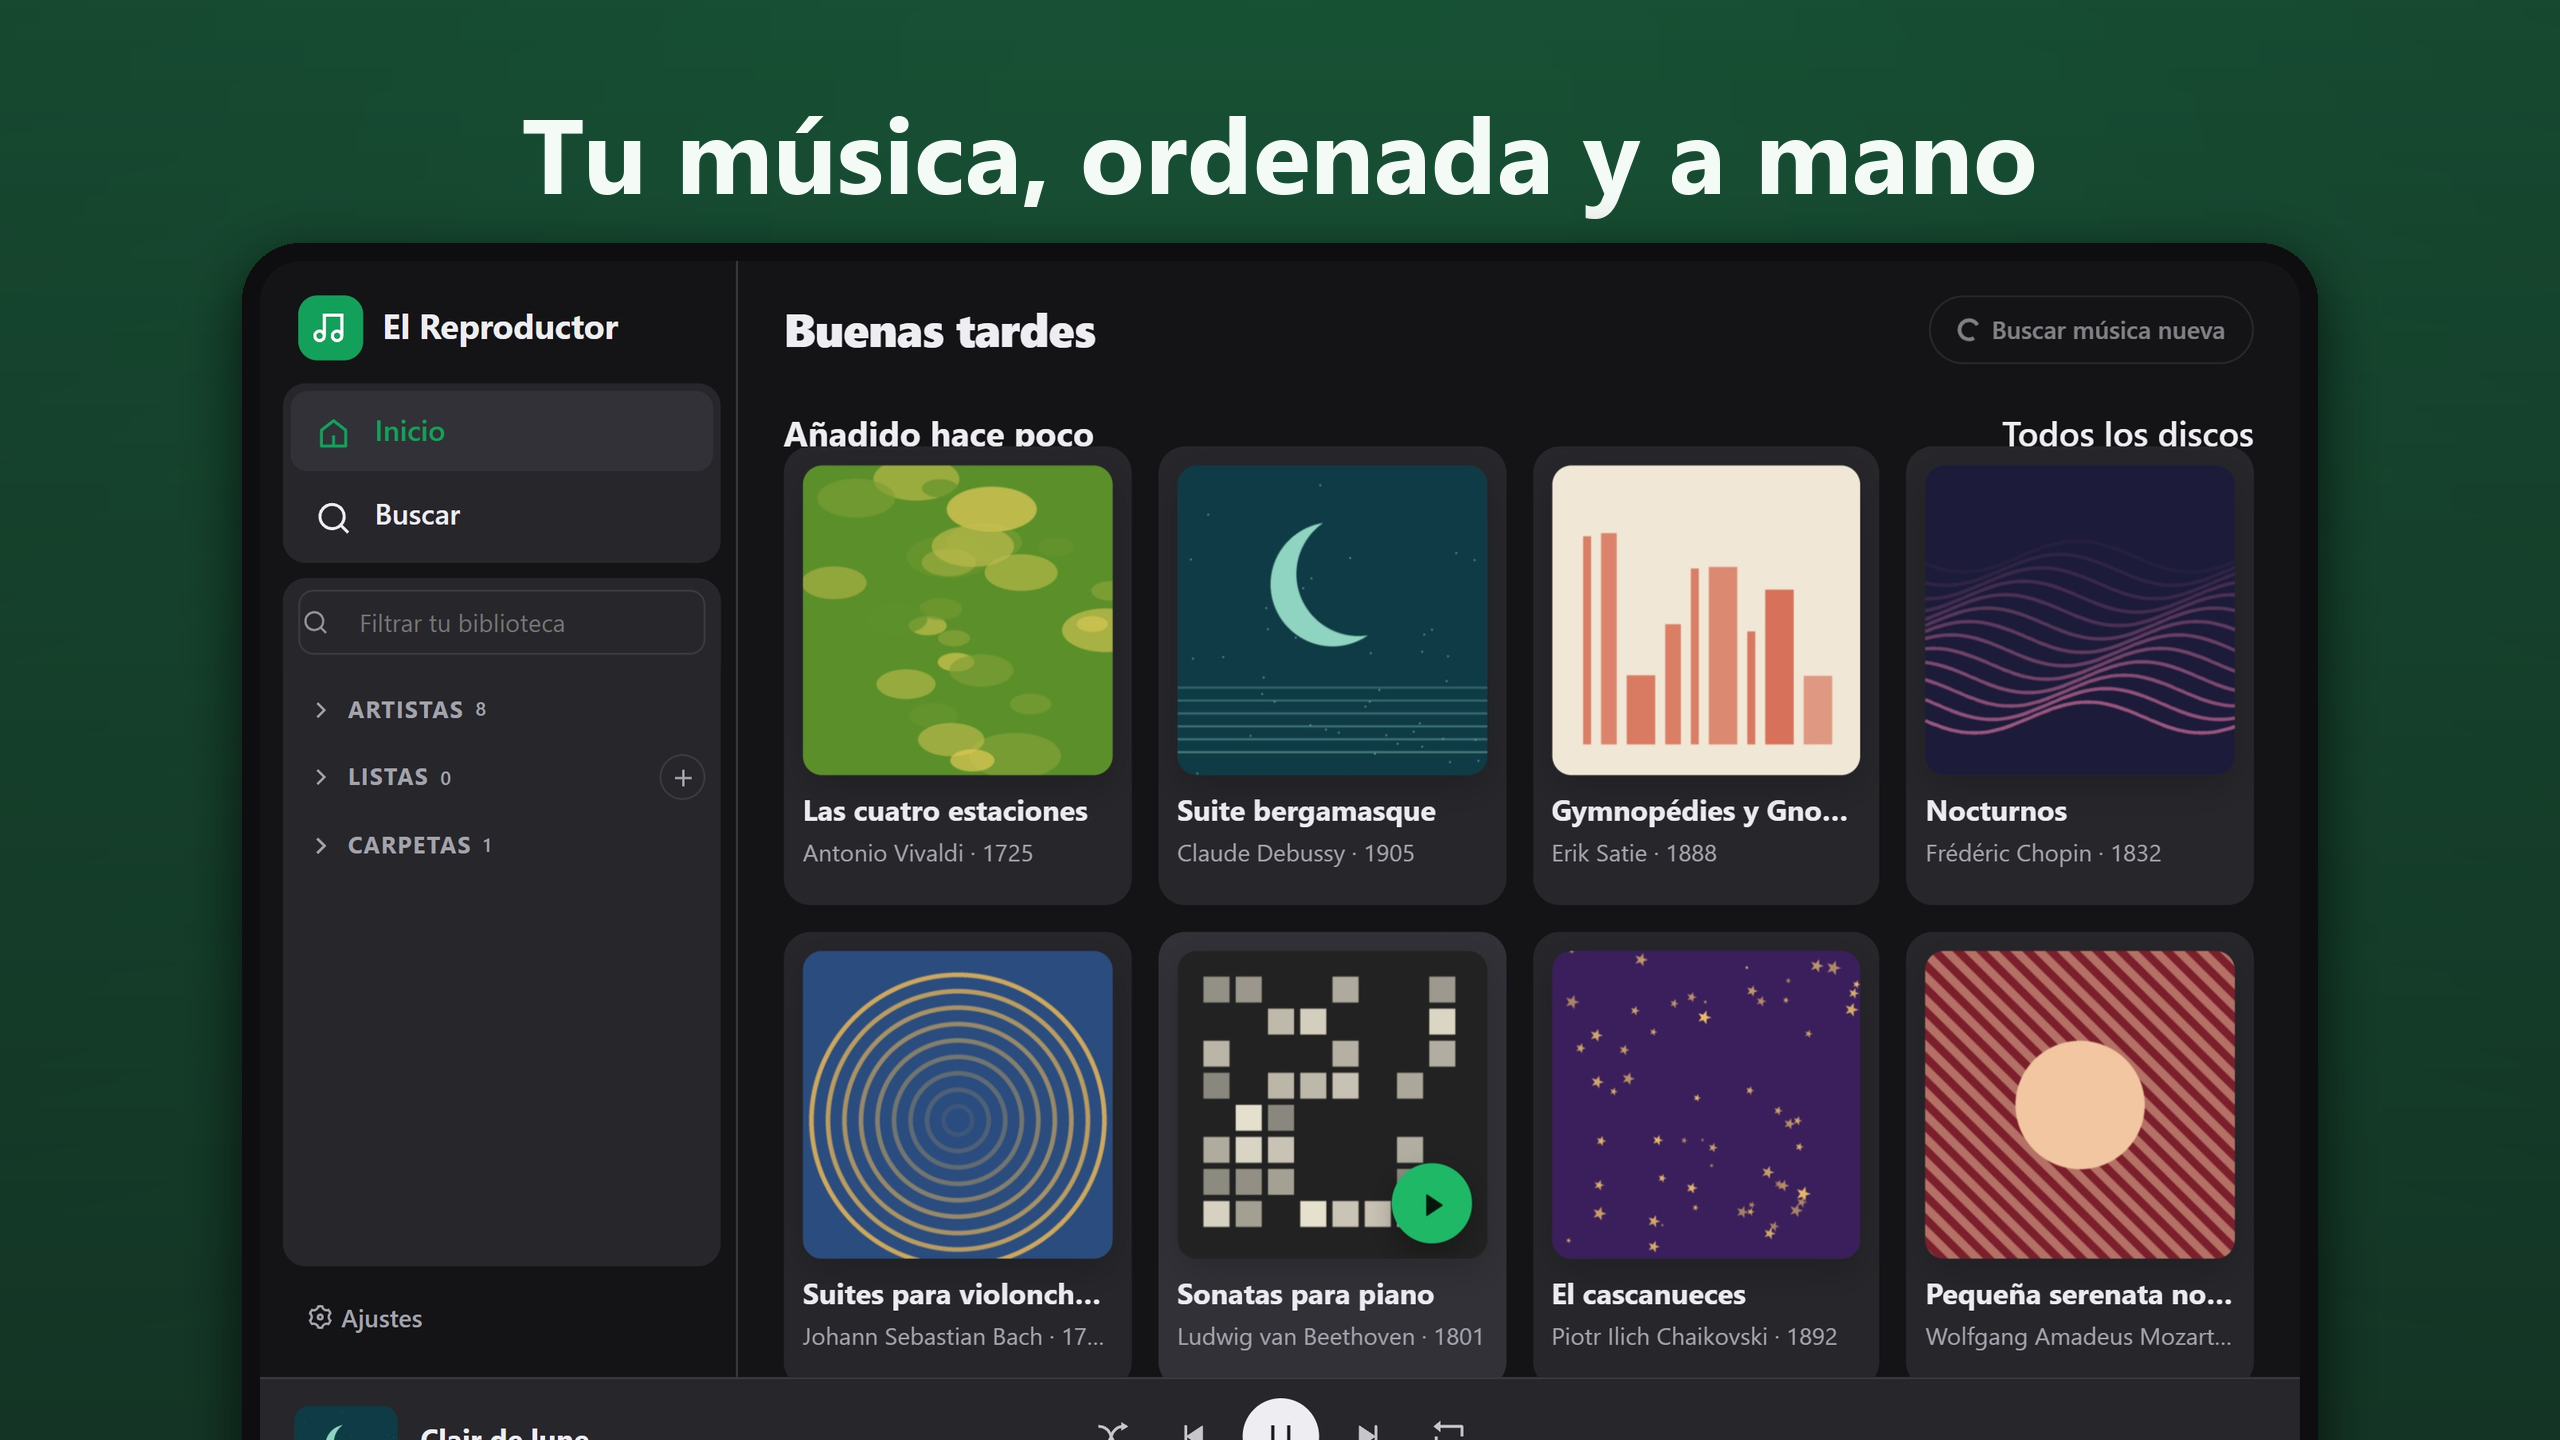 Tu música, ordenada y a mano
El Reproductor
Inicio
Buscar
Filtrar tu biblioteca
ARTISTAS 8
LISTAS 0
CARPETAS 1
Ajustes
Buenas tardes
Buscar música nueva
Añadido hace poco
Todos los discos
Las cuatro estaciones
Antonio Vivaldi · 1725
Suite bergamasque
Claude Debussy · 1905
Gymnopédies y Gno...
Erik Satie · 1888
Nocturnos
Frédéric Chopin · 1832
Suites para violonch...
Johann Sebastian Bach · 17...
Sonatas para piano
Ludwig van Beethoven · 1801
El cascanueces
Piotr Ilich Chaikovski · 1892
Pequeña serenata no...
Wolfgang Amadeus Mozart...
Clair de lune